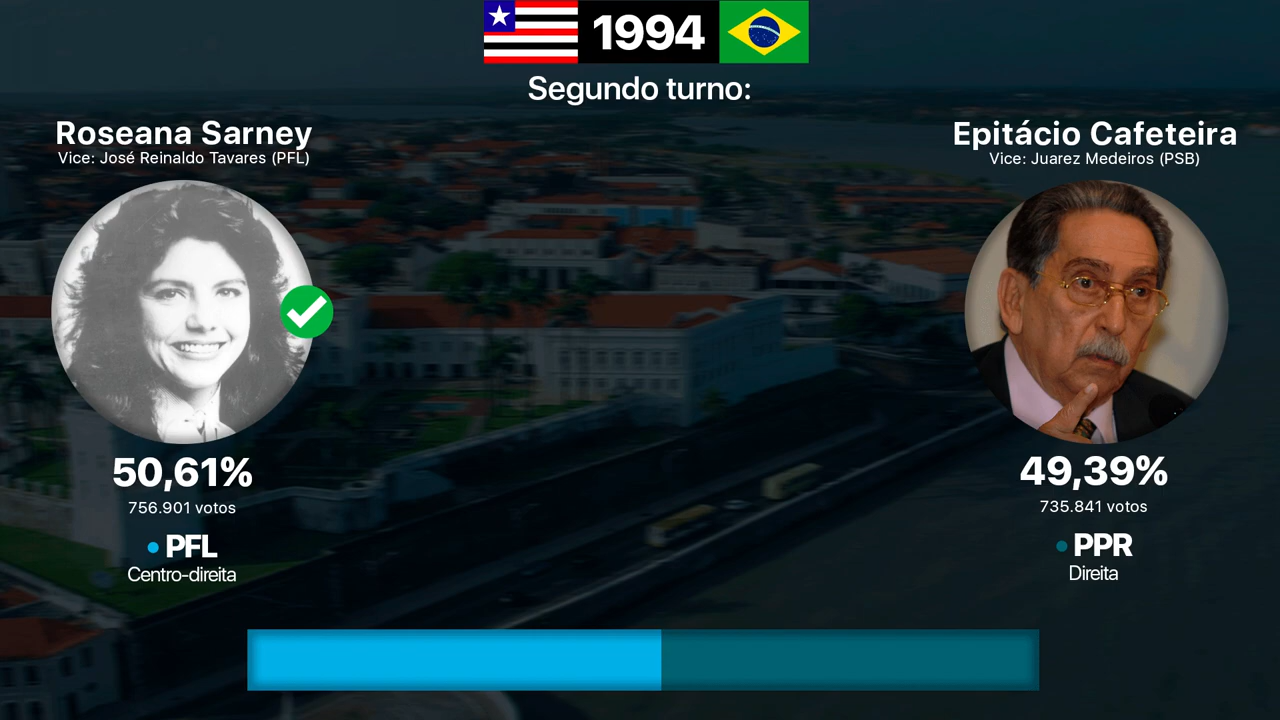 1994
Segundo turno:
Roseana Sarney
Vice: José Reinaldo Tavares (PFL)
50,61%
756.901 votos
PFL
Centro-direita
Epitácio Cafeteira
Vice: Juarez Medeiros (PSB)
49,39%
735.841 votos
PPR
Direita